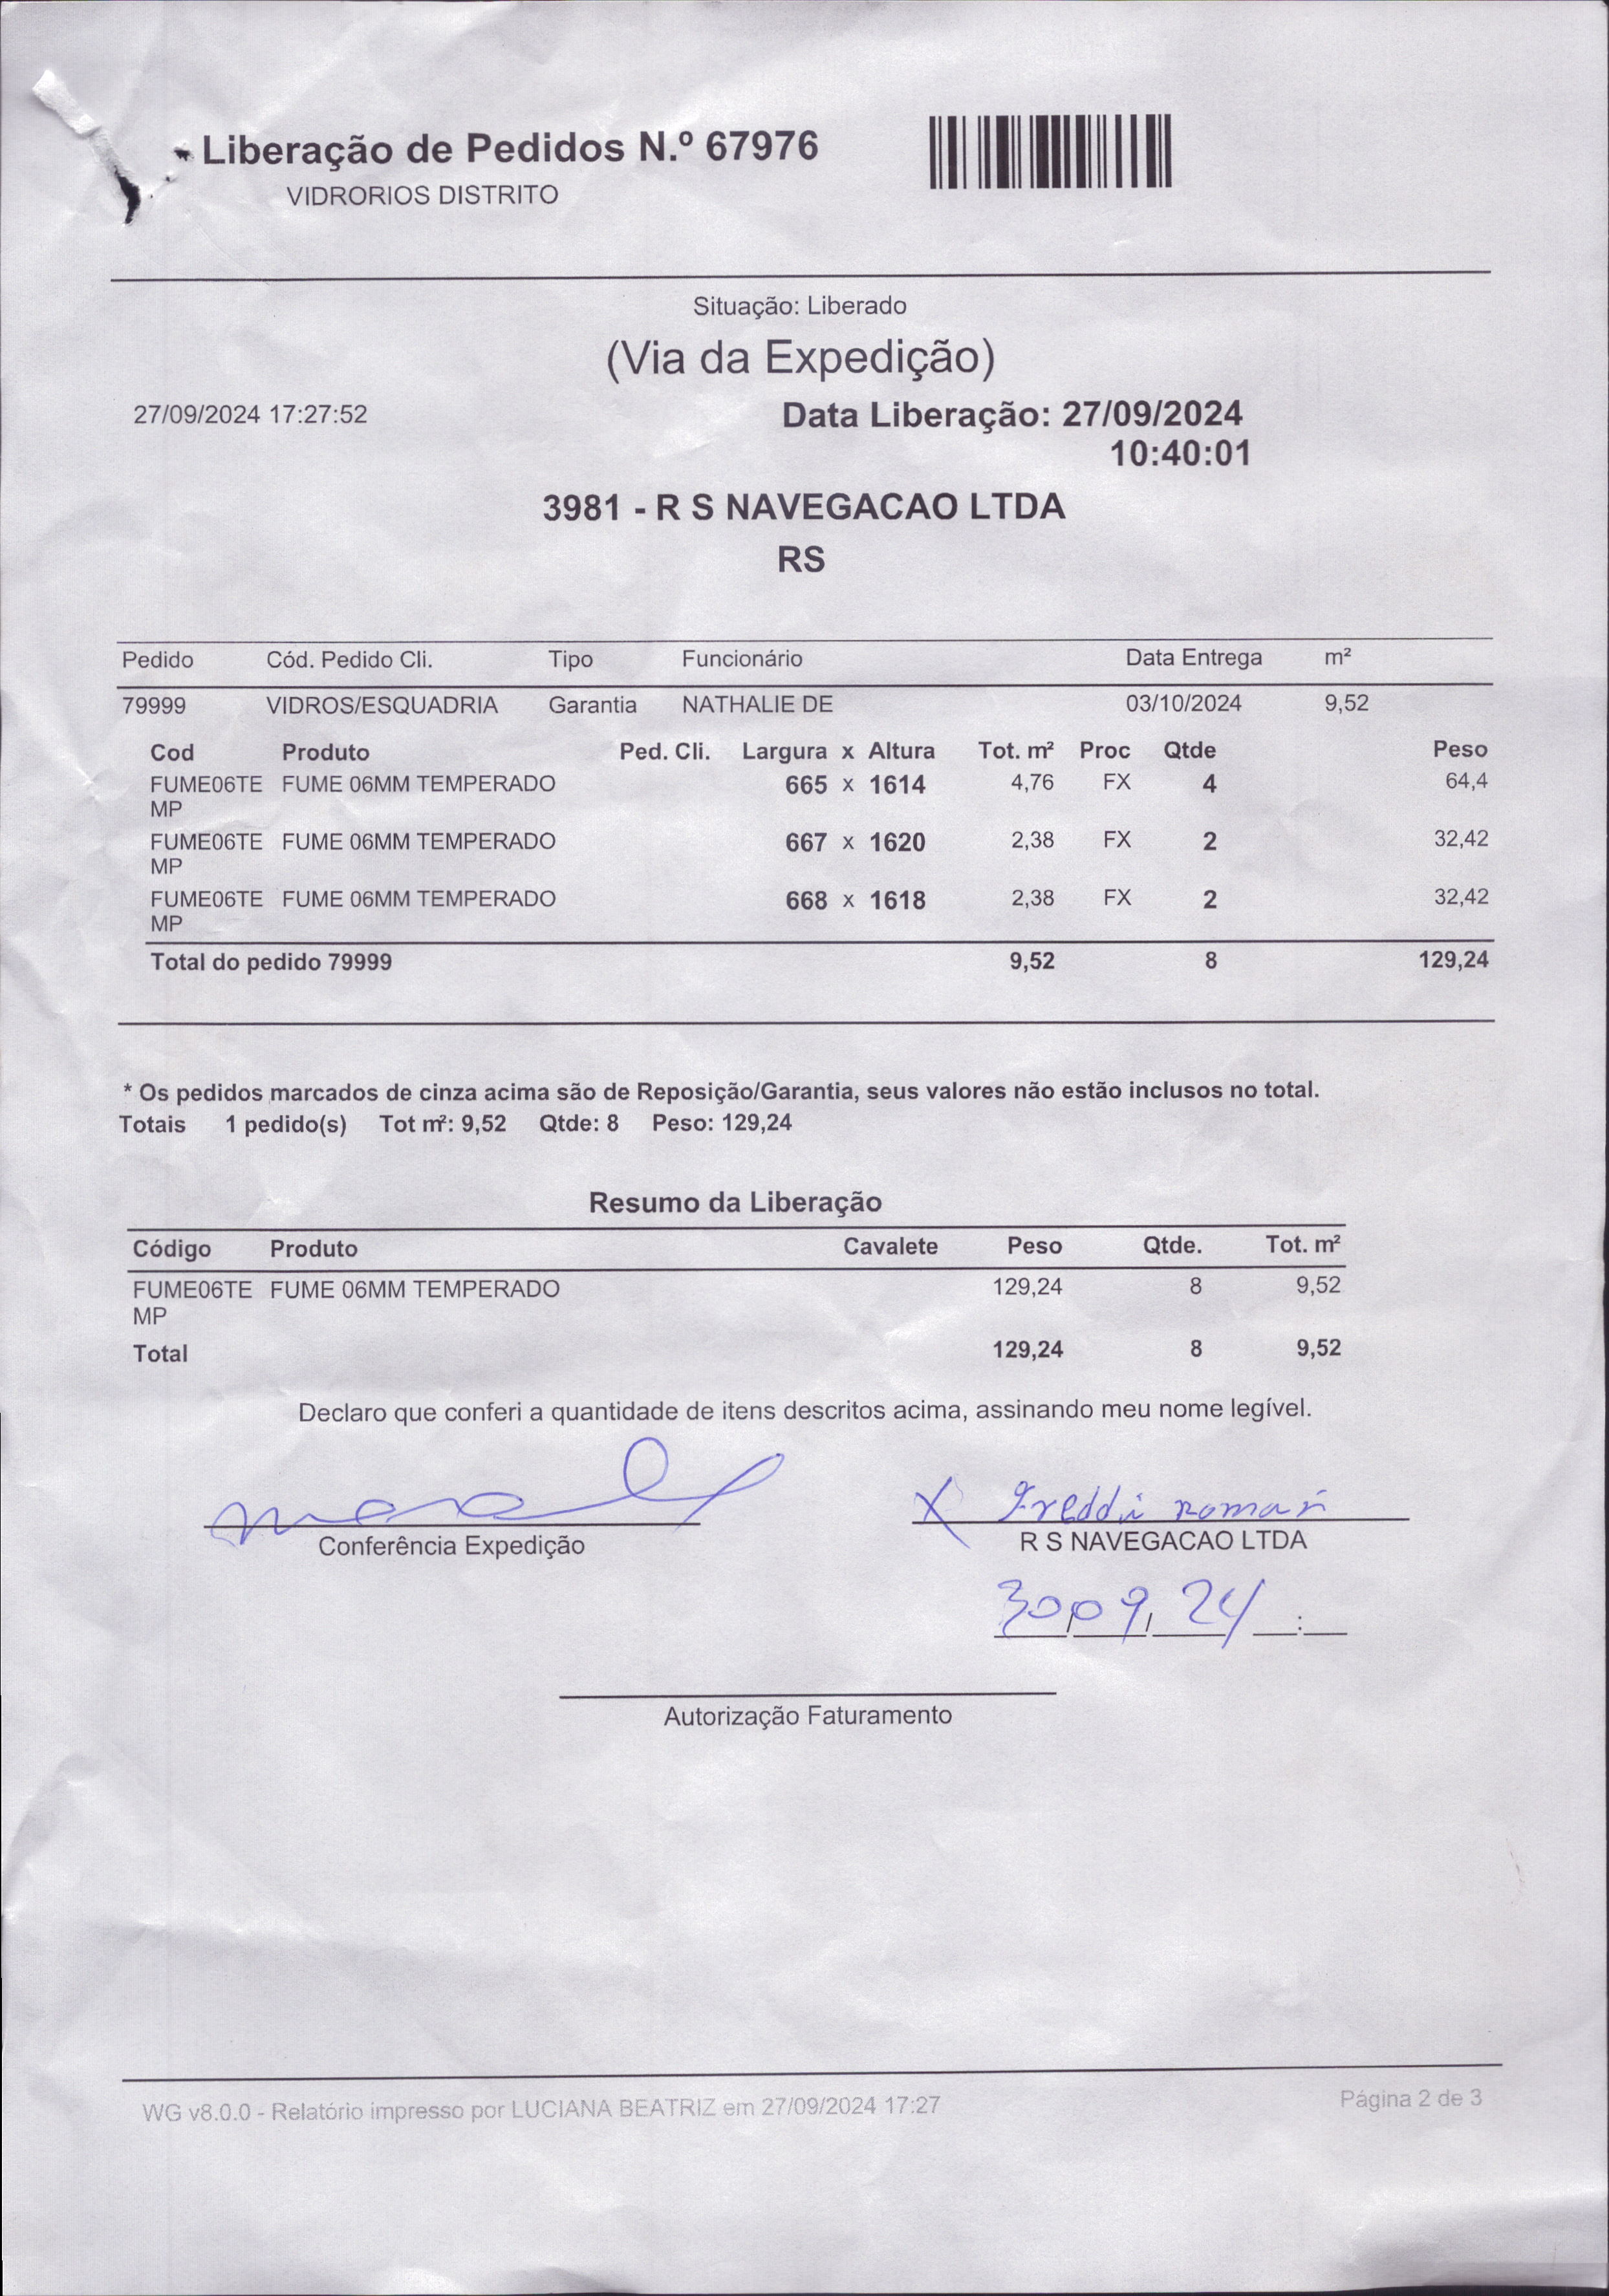 Liberação de Pedidos N.º 67976
VIDRORIOS DISTRITO
Situação: Liberado
(Via da Expedição)
27/09/2024 17:27:52 Data Liberação: 27/09/2024
10:40:01
3981 - R S NAVEGACAO LTDA
RS
Pedido Cód. Pedido Cli. Tipo Funcionário Data Entrega m²
79999 VIDROS/ESQUADRIA Garantia NATHALIE DE 03/10/2024 9,52
Cod Produto Ped. Cli. Largura x Altura Tot. m² Proc Qtde Peso
FUME06TE FUME 06MM TEMPERADO 665 x 1614 4,76 FX 4 64,4
MP
FUME06TE FUME 06MM TEMPERADO 667 x 1620 2,38 FX 2 32,42
MP
FUME06TE FUME 06MM TEMPERADO 668 x 1618 2,38 FX 2 32,42
MP
Total do pedido 79999 9,52 8 129,24
* Os pedidos marcados de cinza acima são de Reposição/Garantia, seus valores não estão inclusos no total.
Totais 1 pedido(s) Tot m²: 9,52 Qtde: 8 Peso: 129,24
Resumo da Liberação
Código Produto Cavalete Peso Qtde. Tot. m²
FUME06TE FUME 06MM TEMPERADO 129,24 8 9,52
MP
Total 129,24 8 9,52
Declaro que conferi a quantidade de itens descritos acima, assinando meu nome legível.
X Freddi
Conferência Expedição R S NAVEGACAO LTDA
30/09/24 :
Autorização Faturamento
WG v8.0.0 - Relatório impresso por LUCIANA BEATRIZ em 27/09/2024 17:27 Página 2 de 3